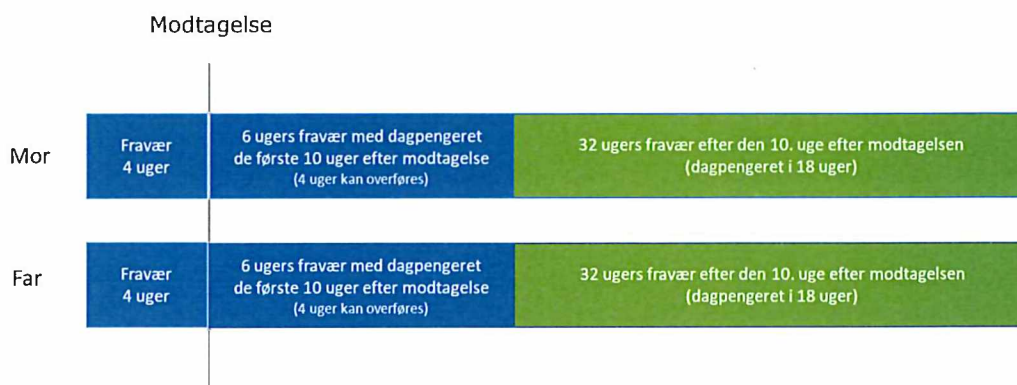 Modtagelse
Mor
Fravær
4 uger
6 ugers fravær med dagpengeret
de første 10 uger efter modtagelse
(4 uger kan overføres)
32 ugers fravær efter den 10. uge efter modtagelsen
(dagpengeret i 18 uger)
Far
Fravær
4 uger
6 ugers fravær med dagpengeret
de første 10 uger efter modtagelse
(4 uger kan overføres)
32 ugers fravær efter den 10. uge efter modtagelsen
(dagpengeret i 18 uger)